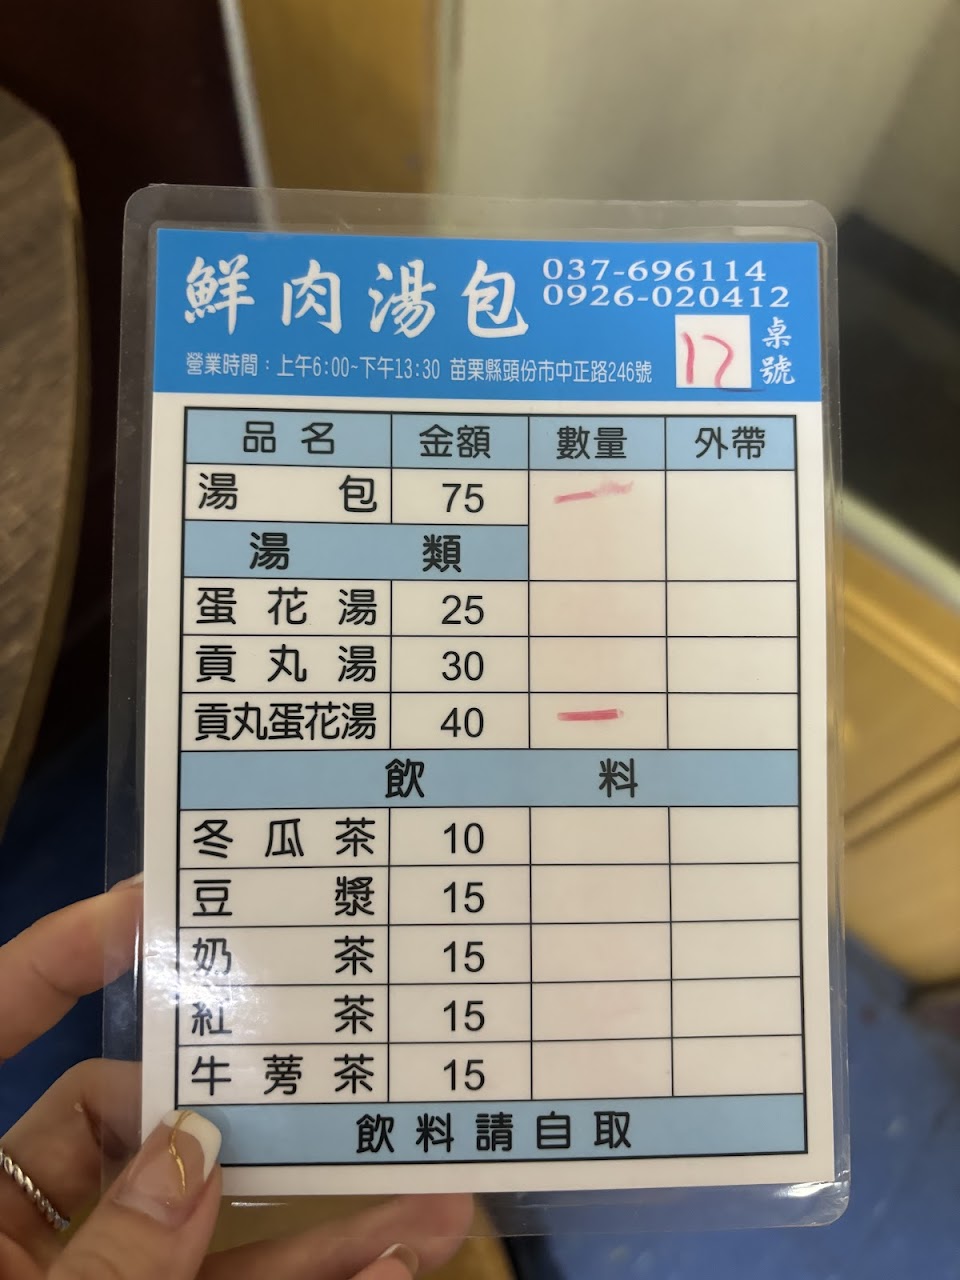 鮮肉湯包
037-696114
0926-020412
營業時間：上午6:00~下午13:30 苗栗縣頭份市中正路246號
17 桌號
品名 金額 數量 外帶
湯包 75 一
湯類
蛋花湯 25
貢丸湯 30
貢丸蛋花湯 40 一
飲料
冬瓜茶 10
豆漿 15
奶茶 15
紅茶 15
牛蒡茶 15
飲料請自取